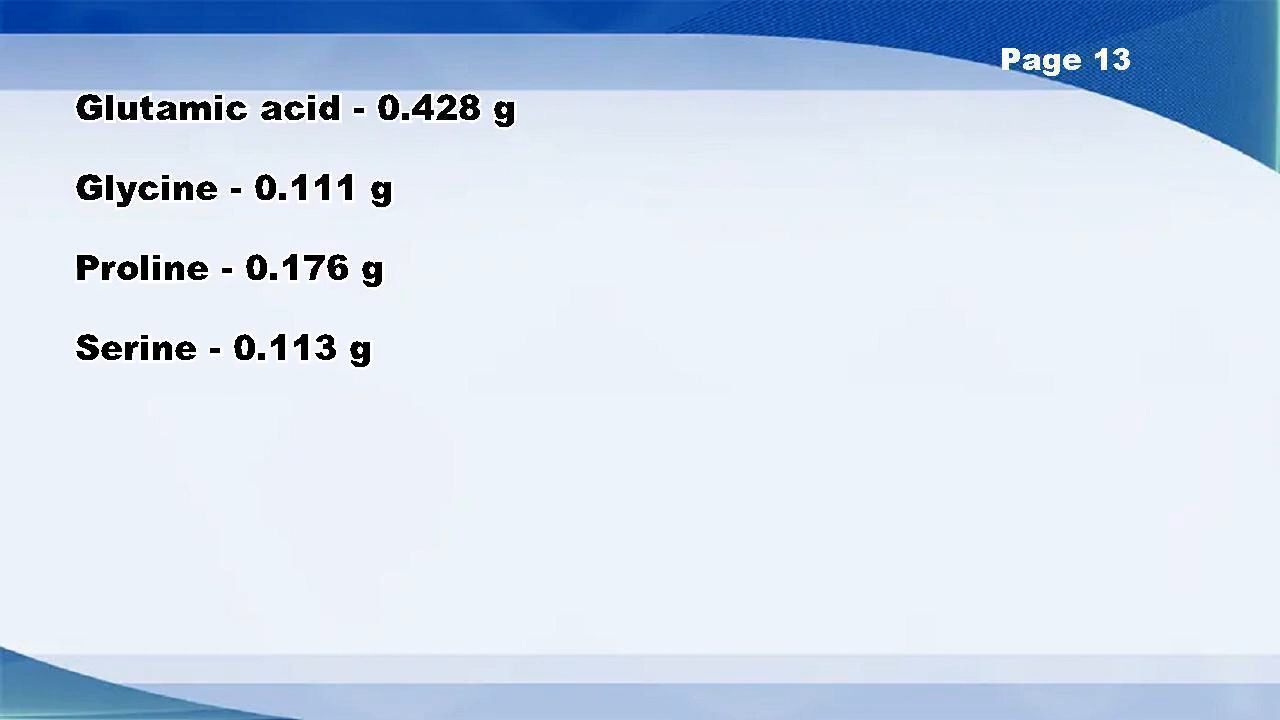 Page 13
Glutamic acid - 0.428 g
Glycine - 0.111 g
Proline - 0.176 g
Serine - 0.113 g